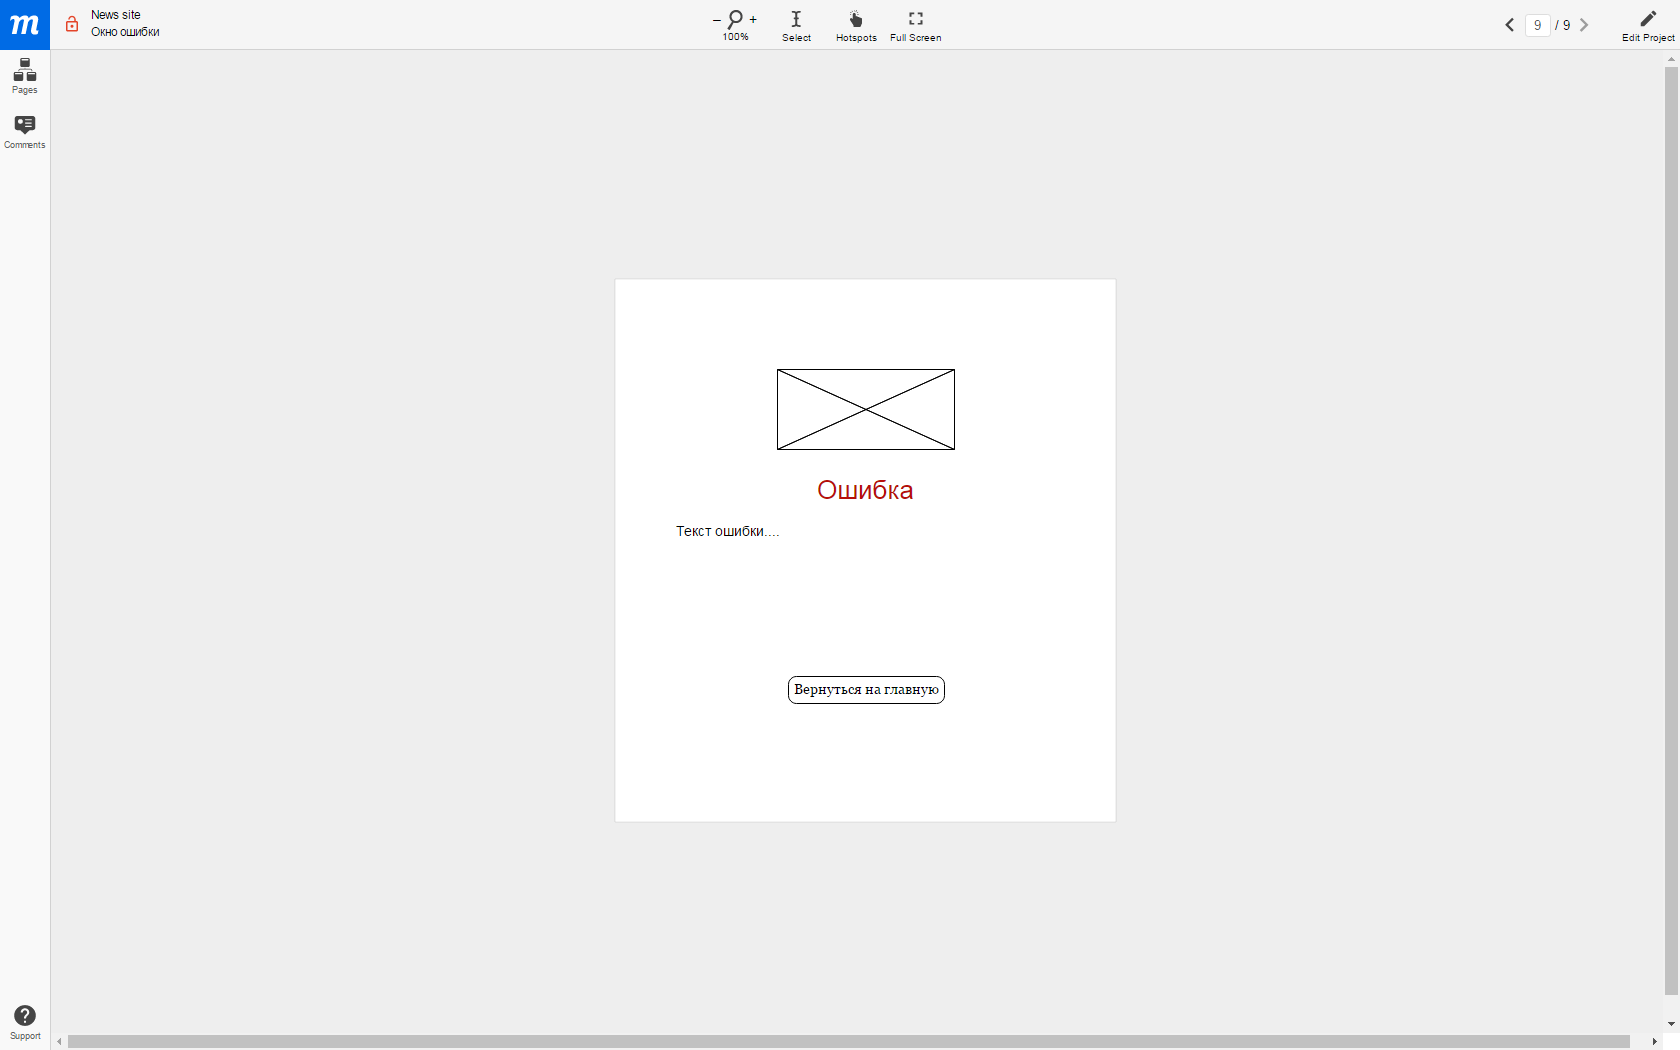 m
News site
Окно ошибки
– +
100%
Select
Hotspots
Full Screen
9 / 9
Edit Project
Pages
Comments
Ошибка
Текст ошибки....
Вернуться на главную
?
Support